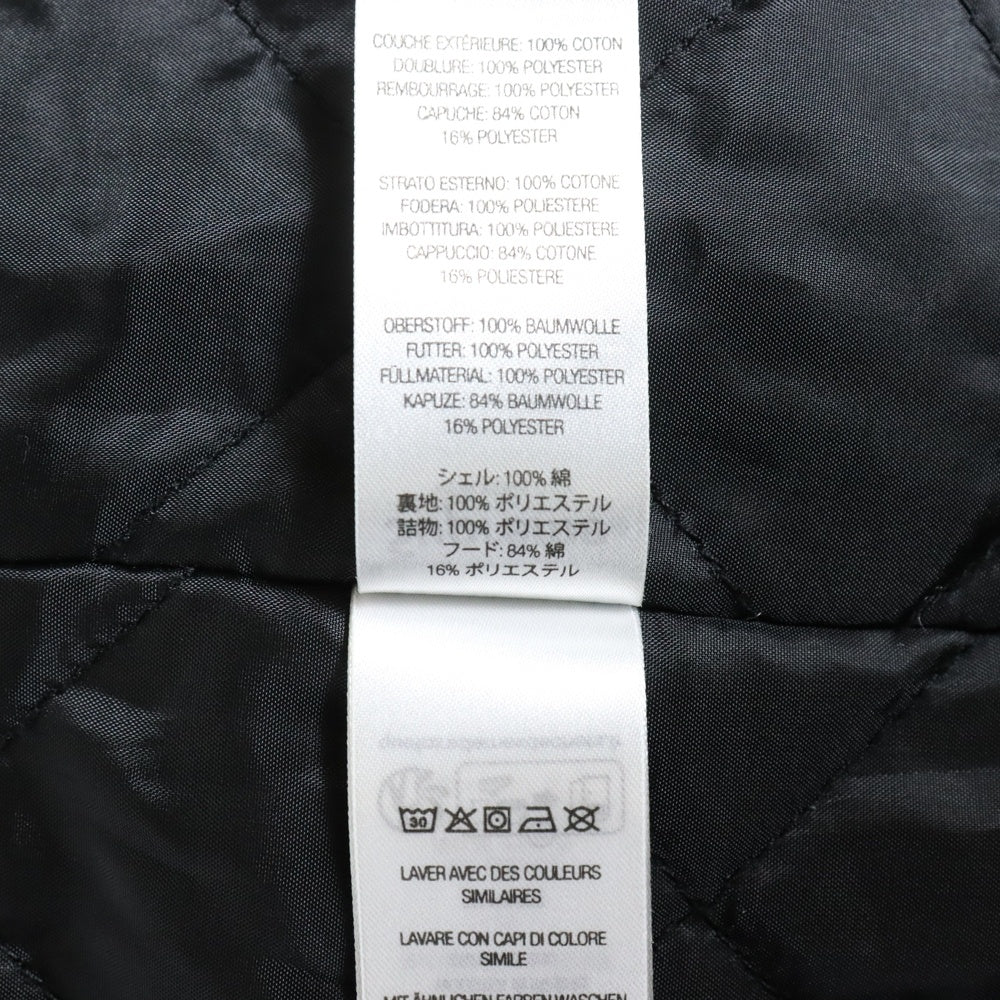 COUCHE EXTÉRIEURE: 100% COTON
DOUBLURE: 100% POLYESTER
REMBOURRAGE: 100% POLYESTER
CAPUCHE: 84% COTON
16% POLYESTER
STRATO ESTERNO: 100% COTONE
FODERA: 100% POLIESTERE
IMBOTTITURA: 100% POLIESTERE
CAPPUCCIO: 84% COTONE
16% POLIESTERE
OBERSTOFF: 100% BAUMWOLLE
FUTTER: 100% POLYESTER
FÜLLMATERIAL: 100% POLYESTER
KAPUZE: 84% BAUMWOLLE
16% POLYESTER
シェル: 100% 綿
裏地: 100% ポリエステル
詰物: 100% ポリエステル
フード: 84% 綿
16% ポリエステル
30
LAVER AVEC DES COULEURS
SIMILAIRES
LAVARE CON CAPI DI COLORE
SIMILE
MIT ÄHNLICHEN FARBEN WASCHEN